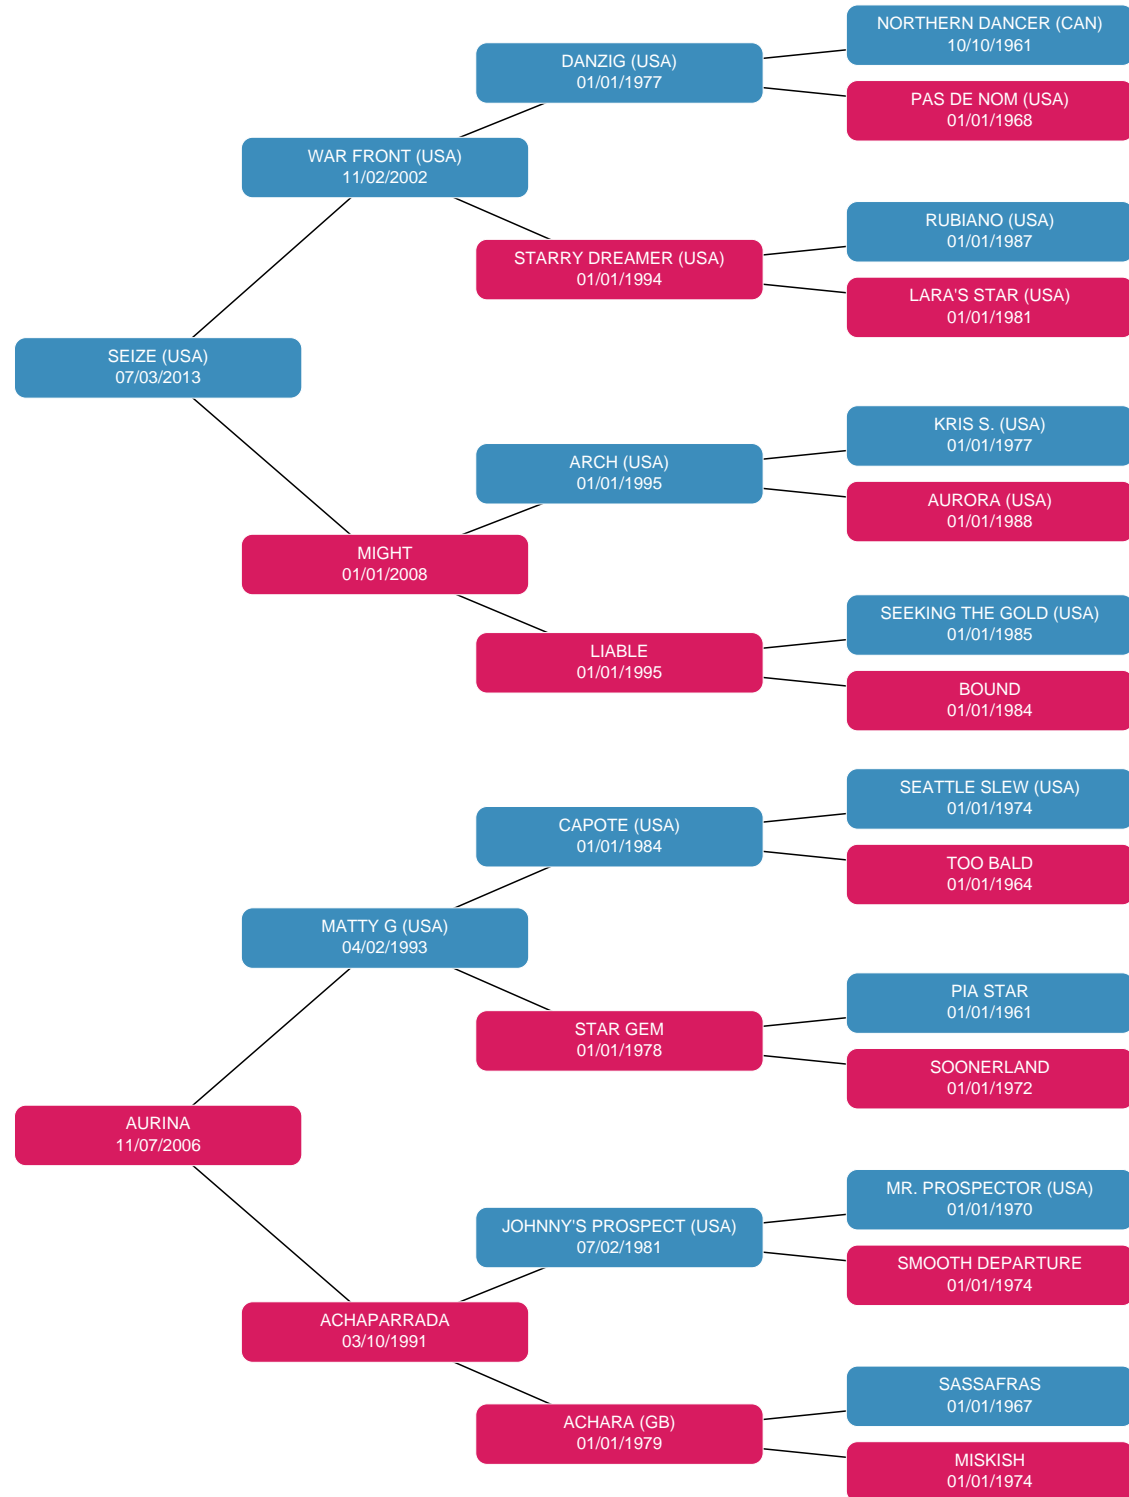 NORTHERN DANCER (CAN)
10/10/1961
DANZIG (USA)
01/01/1977
PAS DE NOM (USA)
01/01/1968
WAR FRONT (USA)
11/02/2002
RUBIANO (USA)
01/01/1987
STARRY DREAMER (USA)
01/01/1994
LARA'S STAR (USA)
01/01/1981
SEIZE (USA)
07/03/2013
KRIS S. (USA)
01/01/1977
ARCH (USA)
01/01/1995
AURORA (USA)
01/01/1988
MIGHT
01/01/2008
SEEKING THE GOLD (USA)
01/01/1985
LIABLE
01/01/1995
BOUND
01/01/1984
SEATTLE SLEW (USA)
01/01/1974
CAPOTE (USA)
01/01/1984
TOO BALD
01/01/1964
MATTY G (USA)
04/02/1993
PIA STAR
01/01/1961
STAR GEM
01/01/1978
SOONERLAND
01/01/1972
AURINA
11/07/2006
MR. PROSPECTOR (USA)
01/01/1970
JOHNNY'S PROSPECT (USA)
07/02/1981
SMOOTH DEPARTURE
01/01/1974
ACHAPARRADA
03/10/1991
SASSAFRAS
01/01/1967
ACHARA (GB)
01/01/1979
MISKISH
01/01/1974